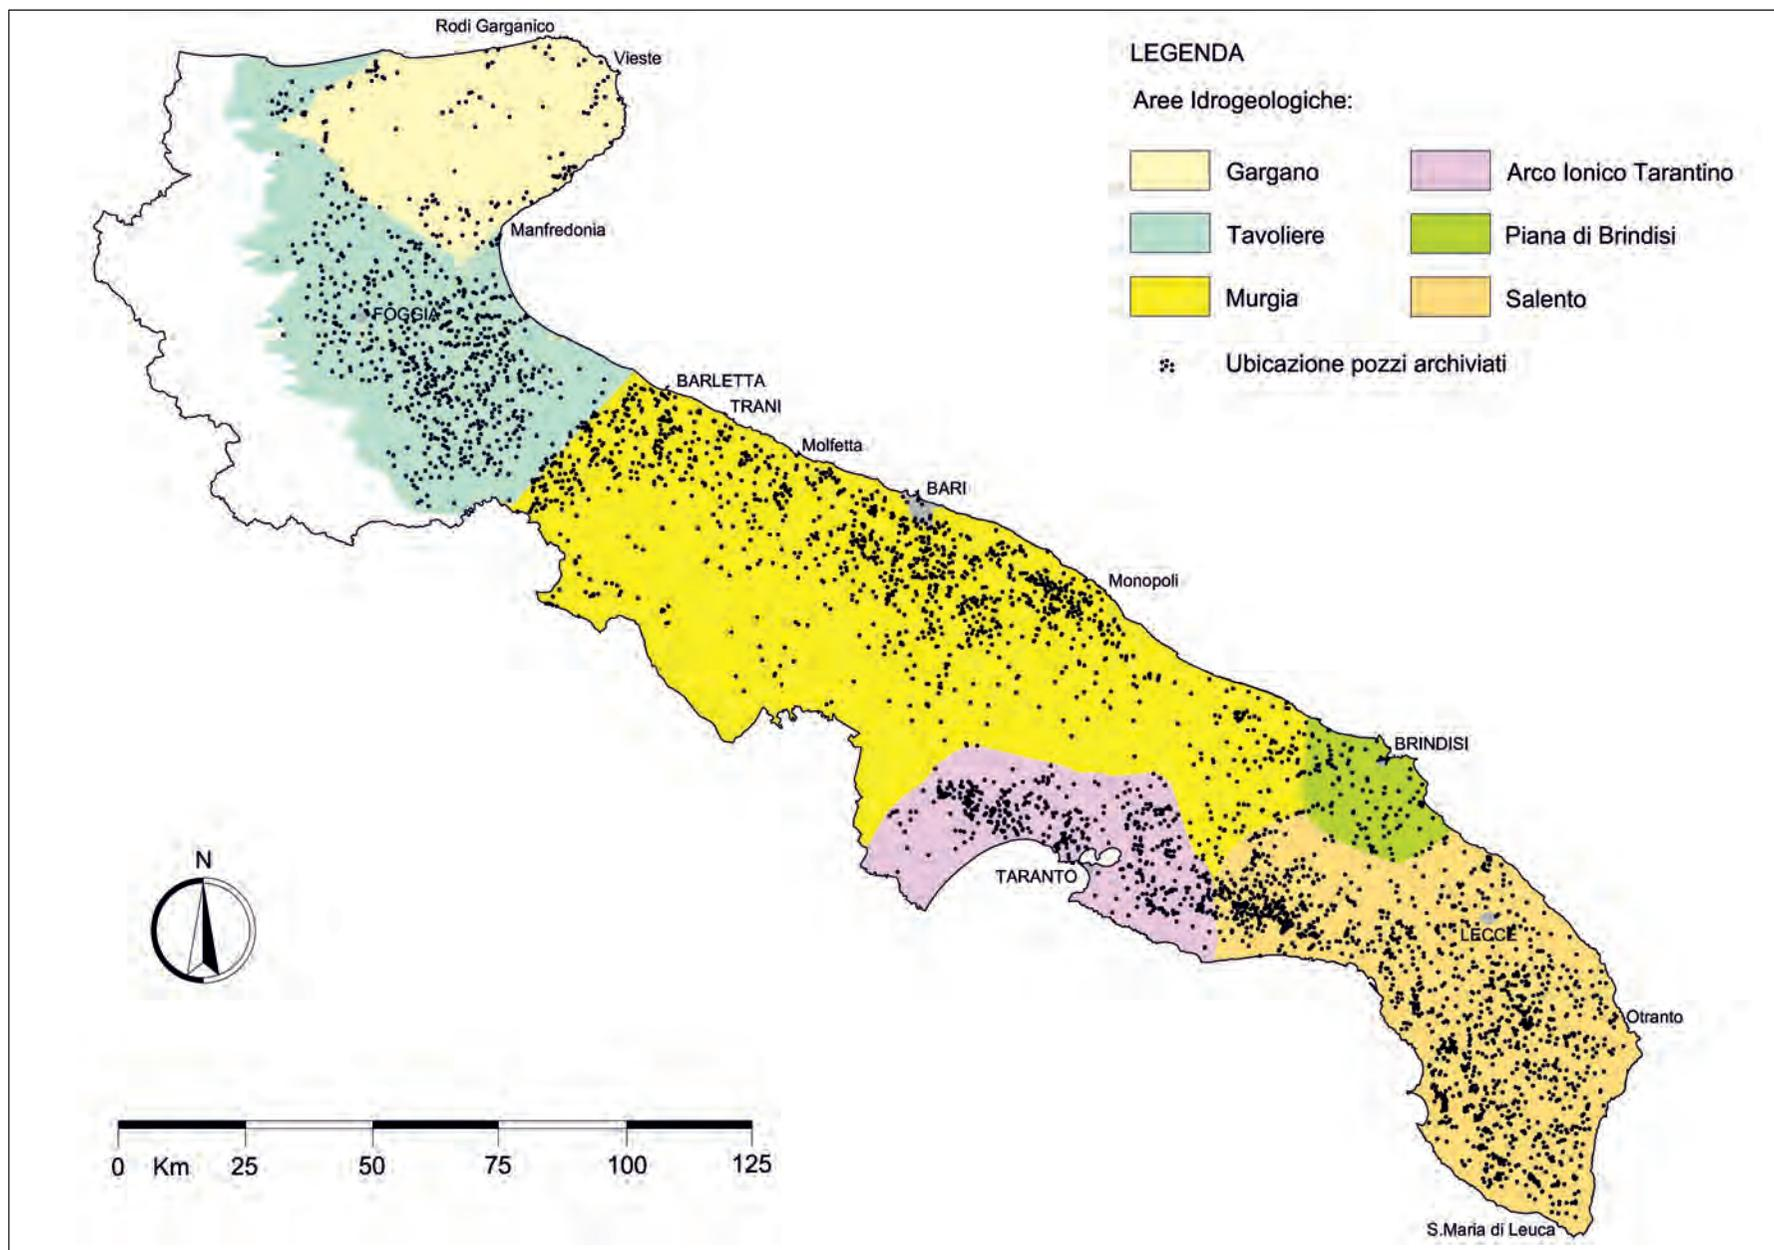 Rodi Garganico
Vieste
Manfredonia
FOGGIA
BARLETTA
TRANI
Molfetta
BARI
Monopoli
BRINDISI
TARANTO
LECCE
Otranto
S.Maria di Leuca
LEGENDA
Aree Idrogeologiche:
Gargano
Arco Ionico Tarantino
Tavoliere
Piana di Brindisi
Murgia
Salento
Ubicazione pozzi archiviati
N
0 Km 25 50 75 100 125